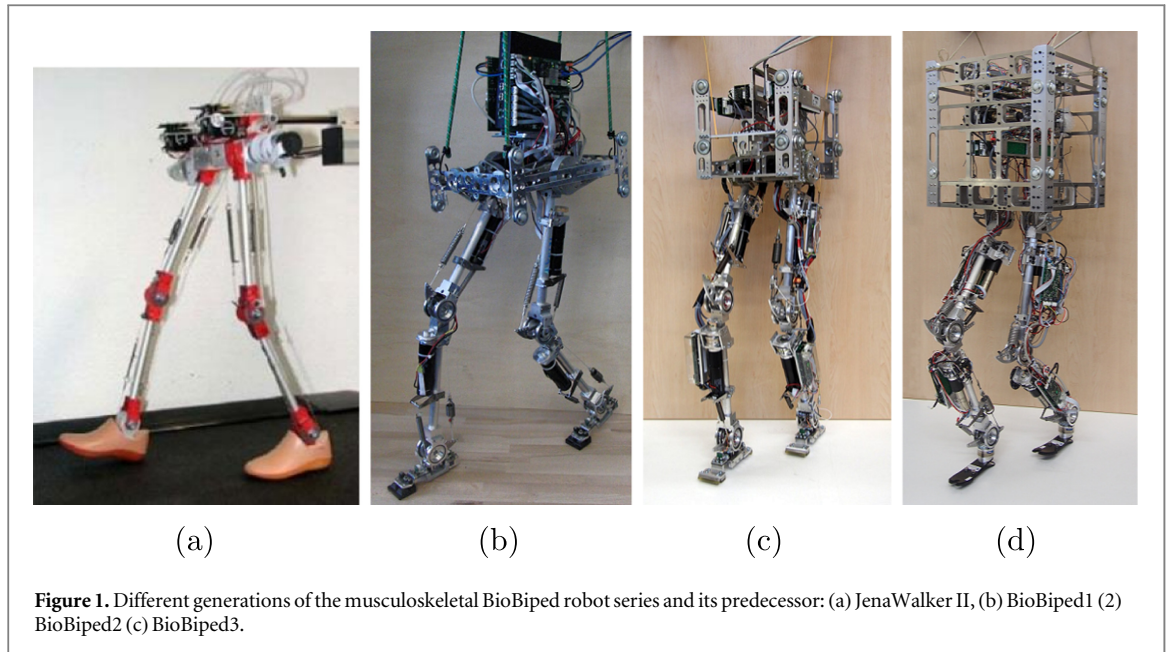 (a) (b) (c) (d)
Figure 1. Different generations of the musculoskeletal BioBiped robot series and its predecessor: (a) JenaWalker II, (b) BioBiped1 (2)
BioBiped2 (c) BioBiped3.